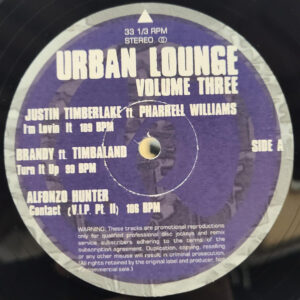 33 1/3 RPM
STEREO
URBAN LOUNGE
VOLUME THREE
JUSTIN TIMBERLAKE ft PHARRELL WILLIAMS
I'm Lovin It 189 BPM
SIDE A
BRANDY ft TIMBALAND
Turn It Up 99 BPM
ALFONZO HUNTER
Contact (V.I.P. Pt II) 106 BPM
WARNING: These tracks are promotional reproductions
only for qualified professional disc jockeys and remix
service subscribers adhering to the terms of the
subscription agreement. Duplication, copying, reselling
or any other misuse will result in criminal prosecution.
(All rights retained by the original label and producer. Not
commercial sale.)